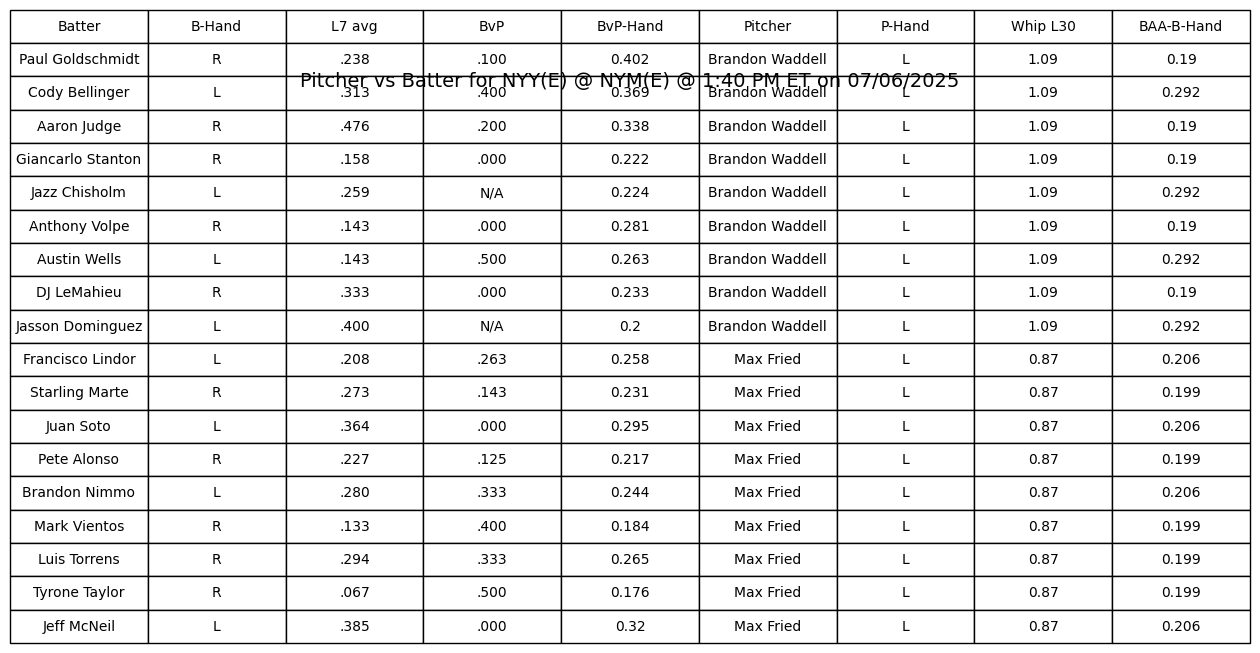 Batter B-Hand L7 avg BvP BvP-Hand Pitcher P-Hand Whip L30 BAA-B-Hand
Paul Goldschmidt R .238 .100 0.402 Brandon Waddell L 1.09 0.19
Pitcher vs Batter for NYY(E) @ NYM(E) @ 1:40 PM ET on 07/06/2025
Cody Bellinger L .313 .400 0.369 Brandon Waddell L 1.09 0.292
Aaron Judge R .476 .200 0.338 Brandon Waddell L 1.09 0.19
Giancarlo Stanton R .158 .000 0.222 Brandon Waddell L 1.09 0.19
Jazz Chisholm L .259 N/A 0.224 Brandon Waddell L 1.09 0.292
Anthony Volpe R .143 .000 0.281 Brandon Waddell L 1.09 0.19
Austin Wells L .143 .500 0.263 Brandon Waddell L 1.09 0.292
DJ LeMahieu R .333 .000 0.233 Brandon Waddell L 1.09 0.19
Jasson Dominguez L .400 N/A 0.2 Brandon Waddell L 1.09 0.292
Francisco Lindor L .208 .263 0.258 Max Fried L 0.87 0.206
Starling Marte R .273 .143 0.231 Max Fried L 0.87 0.199
Juan Soto L .364 .000 0.295 Max Fried L 0.87 0.206
Pete Alonso R .227 .125 0.217 Max Fried L 0.87 0.199
Brandon Nimmo L .280 .333 0.244 Max Fried L 0.87 0.206
Mark Vientos R .133 .400 0.184 Max Fried L 0.87 0.199
Luis Torrens R .294 .333 0.265 Max Fried L 0.87 0.199
Tyrone Taylor R .067 .500 0.176 Max Fried L 0.87 0.199
Jeff McNeil L .385 .000 0.32 Max Fried L 0.87 0.206